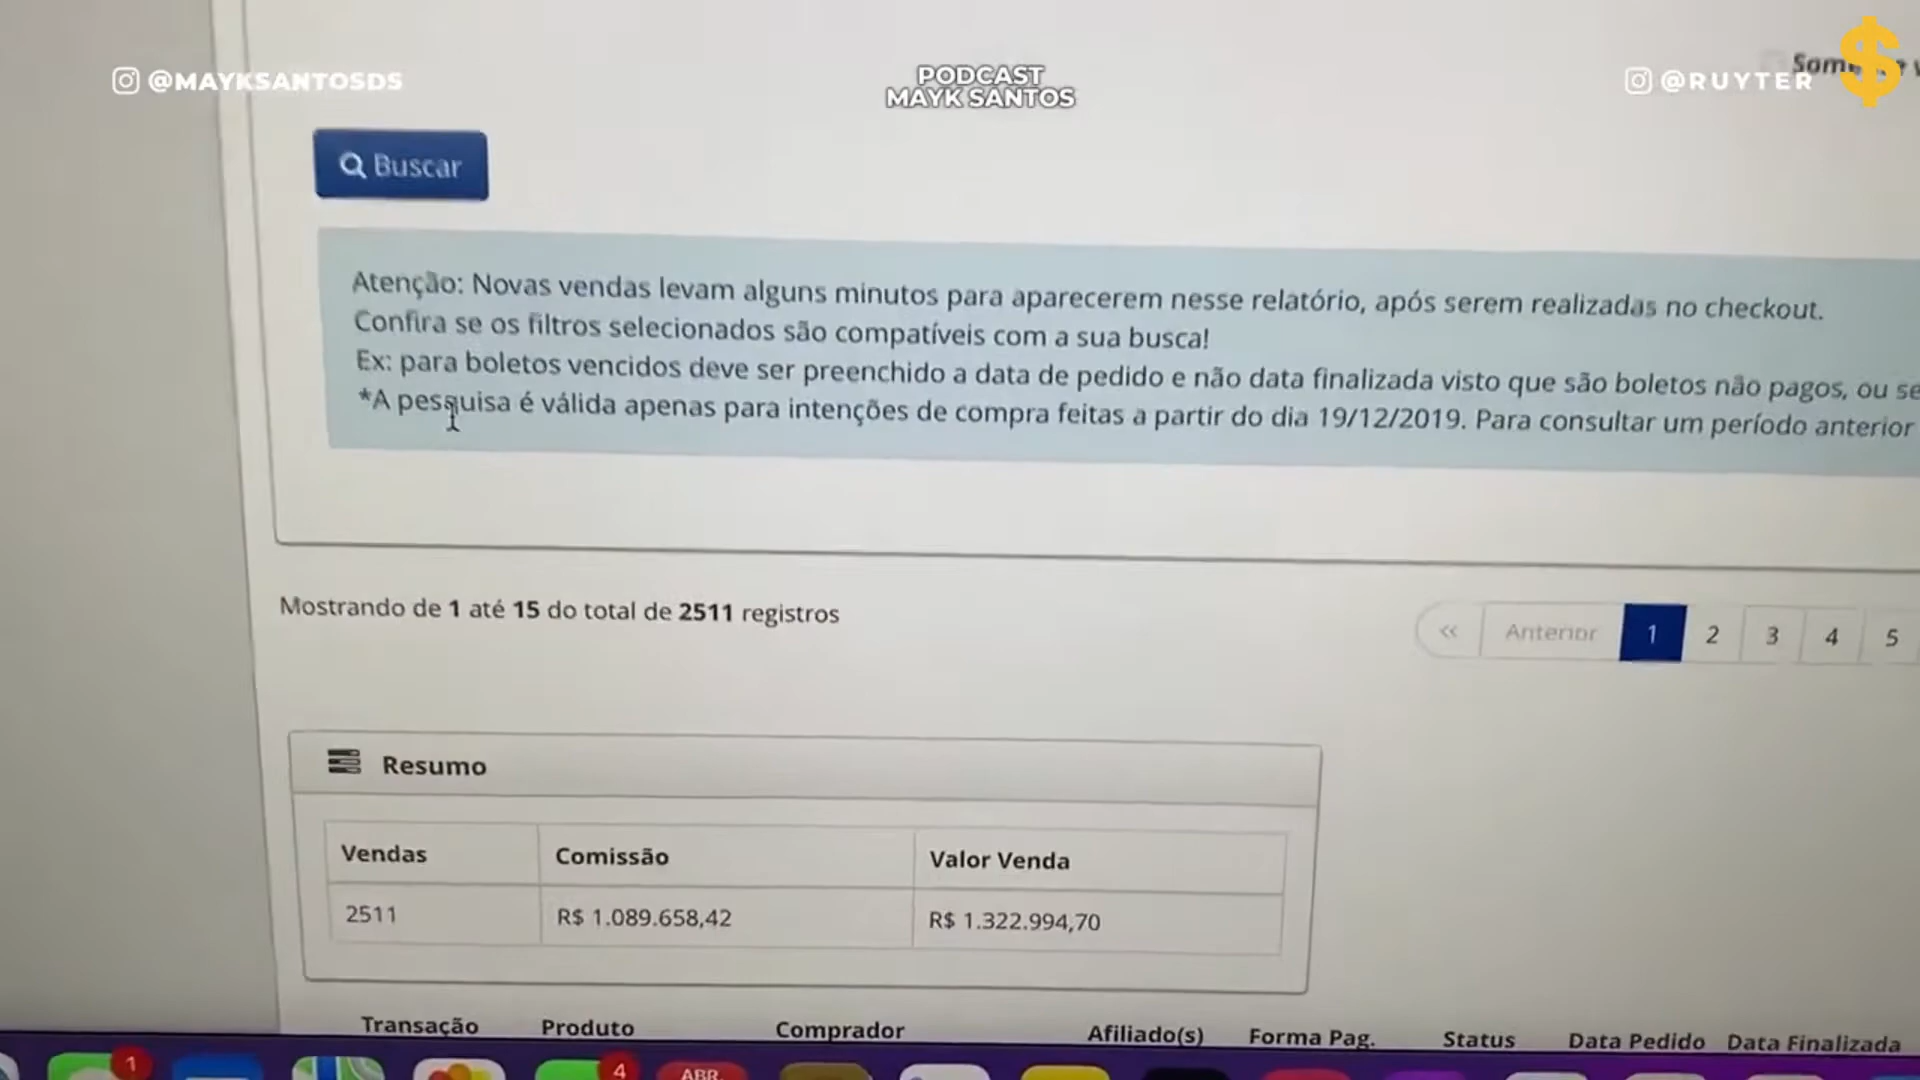 @MAYKSANTOSDS
PODCAST
MAYK SANTOS
@RUYTER
Buscar
Atenção: Novas vendas levam alguns minutos para aparecerem nesse relatório, após serem realizadas no checkout.
Confira se os filtros selecionados são compatíveis com a sua busca!
Ex: para boletos vencidos deve ser preenchido a data de pedido e não data finalizada visto que são boletos não pagos, ou se
*A pesquisa é válida apenas para intenções de compra feitas a partir do dia 19/12/2019. Para consultar um período anterior
Mostrando de 1 até 15 do total de 2511 registros
« Anterior 1 2 3 4 5
Resumo
Vendas Comissão Valor Venda
2511 R$ 1.089.658,42 R$ 1.322.994,70
Transação Produto Comprador Afiliado(s) Forma Pag. Status Data Pedido Data Finalizada
1 4 ABR.